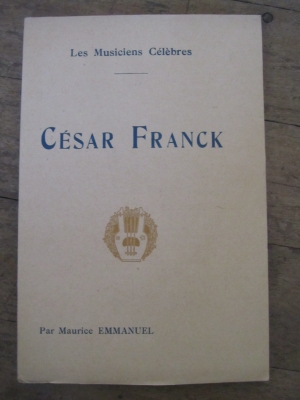 Les Musiciens Célèbres
CÉSAR FRANCK
Par Maurice EMMANUEL